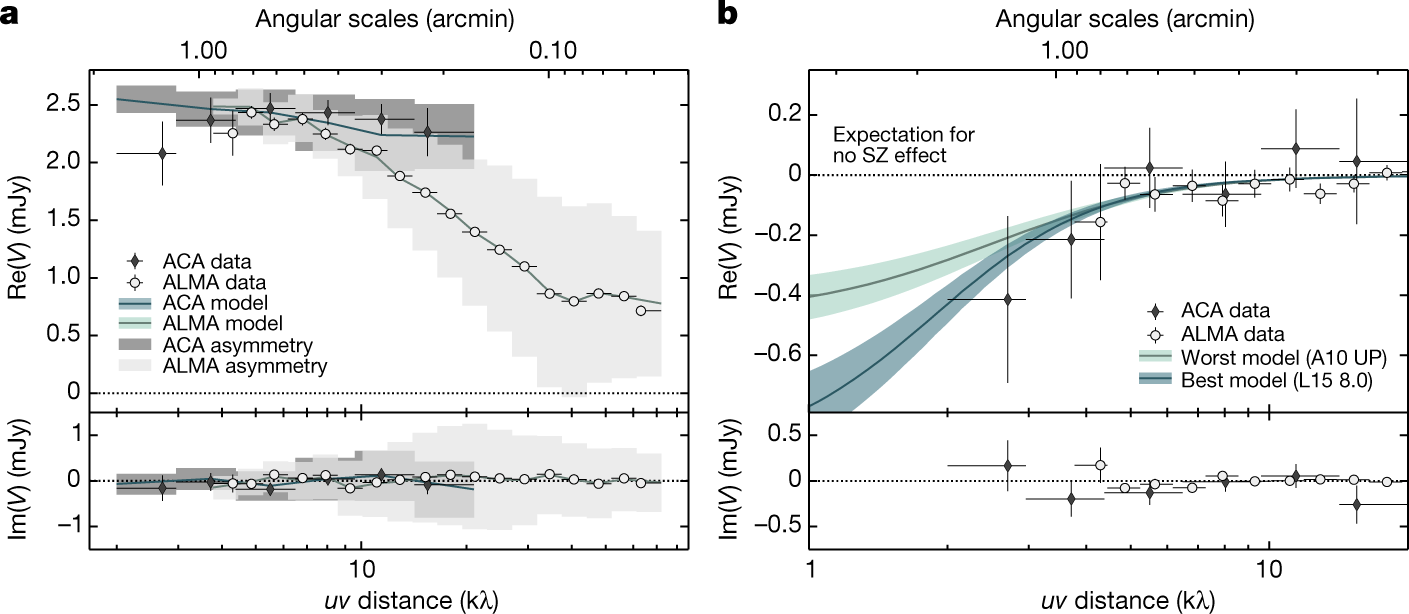 a
Angular scales (arcmin)
1.00 0.10
2.5
2.0
1.5
1.0
0.5
0
Re(V) (mJy)
ACA data
ALMA data
ACA model
ALMA model
ACA asymmetry
ALMA asymmetry
1
0
−1
Im(V) (mJy)
10
uv distance (kλ)
b
Angular scales (arcmin)
1.00
0.2
0
−0.2
−0.4
−0.6
Re(V) (mJy)
Expectation for
no SZ effect
ACA data
ALMA data
Worst model (A10 UP)
Best model (L15 8.0)
0.5
0
−0.5
Im(V) (mJy)
1 10
uv distance (kλ)